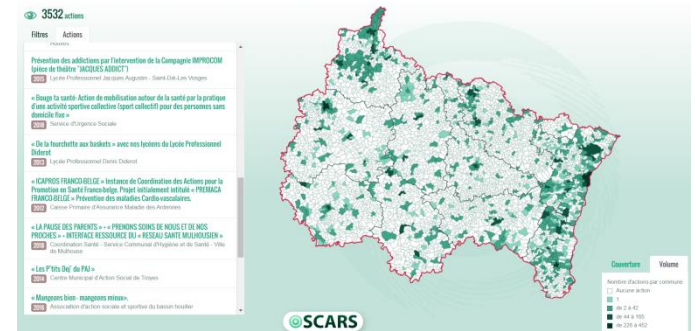 3532 actions
Filtres Actions
Prévention des addictions par l'intervention de la Compagnie IMPROCOM
(pièce de théâtre "JACQUES ADDICT")
2015 Lycée Professionnel Jacques Augustin - Saint-Dié-Les Vosges
« Bouge ta santé- Action de mobilisation autour de la santé par la pratique
d'une activité sportive collective (sport collectif) pour des personnes sans
domicile fixe »
2010 Service d'Urgence Sociale
« De la fourchette aux baskets » avec nos lycéens du Lycée Professionnel
Diderot
2013 Lycée Professionnel Denis Diderot
« ICAPROS FRANCO-BELGE » Instance de Coordination des Actions pour la
Promotion en Santé Franco-belge. Projet initialement intitulé « PREMACA
FRANCO-BELGE » Prévention des maladies Cardio-vasculaires.
2012 Caisse Primaire d'Assurance Maladie des Ardennes
« LA PAUSE DES PARENTS » - « PRENONS SOINS DE NOUS ET DE NOS
PROCHES » - INTERFACE RESSOURCE DU « RESEAU SANTE MULHOUSIEN »
Coordination Santé - Service Communal d'Hygiène et de Santé - Ville
de Mulhouse
« Les P'tits Dej' du PAJ »
2014 Centre Municipal d'Action Social de Troyes
« Mangeons bien - mangeons mieux».
Association d'action sociale et sportive du bassin houiller
Couverture Volume
Nombre d'actions par commune
Aucune action
1
de 2 à 42
de 44 à 165
de 226 à 452
OSCARS